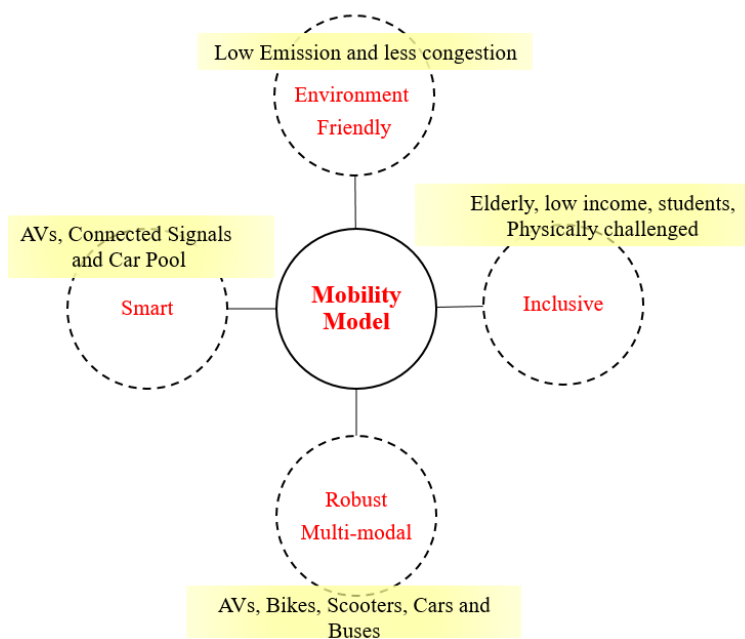 Low Emission and less congestion
Environment
Friendly
Elderly, low income, students,
Physically challenged
AVs, Connected Signals
and Car Pool
Mobility
Model
Smart
Inclusive
Robust
Multi-modal
AVs, Bikes, Scooters, Cars and
Buses